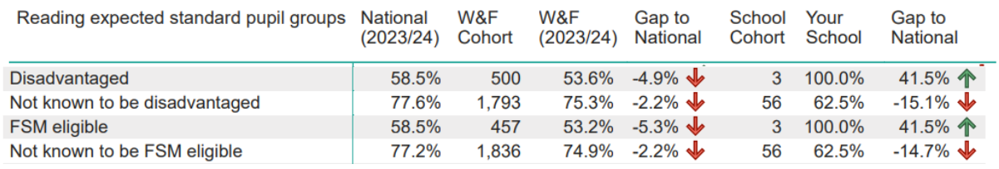 Reading expected standard pupil groups National (2023/24) W&F Cohort W&F (2023/24) Gap to National School Cohort Your School Gap to National
Disadvantaged 58.5% 500 53.6% -4.9% 3 100.0% 41.5%
Not known to be disadvantaged 77.6% 1,793 75.3% -2.2% 56 62.5% -15.1%
FSM eligible 58.5% 457 53.2% -5.3% 3 100.0% 41.5%
Not known to be FSM eligible 77.2% 1,836 74.9% -2.2% 56 62.5% -14.7%